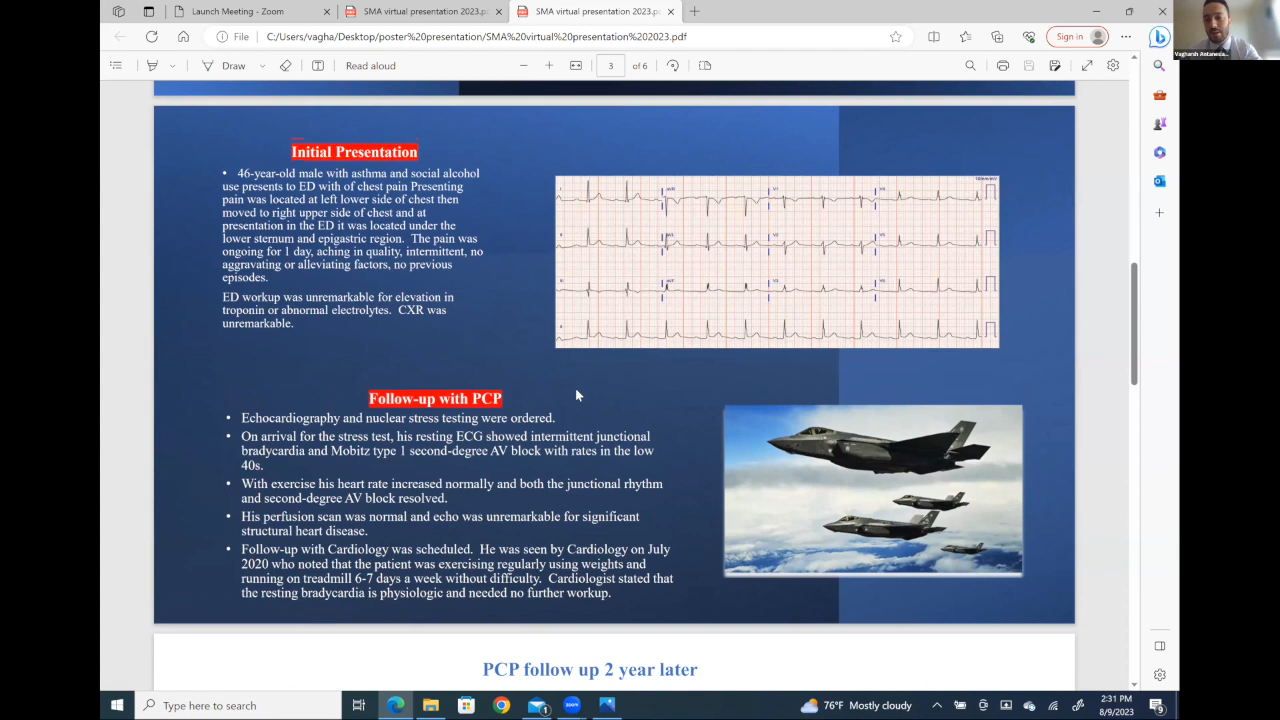 Launch Meeting - Zoom
SMA virtual presentation 2023.p
SMA virtual presentation 2023.p
File
C:/Users/vagha/Desktop/poster%20presentation/SMA%20virtual%20presentation%202023.pdf
Sign in
Draw
Read aloud
3 of 6
Initial Presentation
• 46-year-old male with asthma and social alcohol
use presents to ED with of chest pain Presenting
pain was located at left lower side of chest then
moved to right upper side of chest and at
presentation in the ED it was located under the
lower sternum and epigastric region. The pain was
ongoing for 1 day, aching in quality, intermittent, no
aggravating or alleviating factors, no previous
episodes.
ED workup was unremarkable for elevation in
troponin or abnormal electrolytes. CXR was
unremarkable.
Follow-up with PCP
• Echocardiography and nuclear stress testing were ordered.
• On arrival for the stress test, his resting ECG showed intermittent junctional
bradycardia and Mobitz type 1 second-degree AV block with rates in the low
40s.
• With exercise his heart rate increased normally and both the junctional rhythm
and second-degree AV block resolved.
• His perfusion scan was normal and echo was unremarkable for significant
structural heart disease.
• Follow-up with Cardiology was scheduled. He was seen by Cardiology on July
2020 who noted that the patient was exercising regularly using weights and
running on treadmill 6-7 days a week without difficulty. Cardiologist stated that
the resting bradycardia is physiologic and needed no further workup.
PCP follow up 2 year later
Type here to search
76°F Mostly cloudy
2:31 PM
8/9/2023